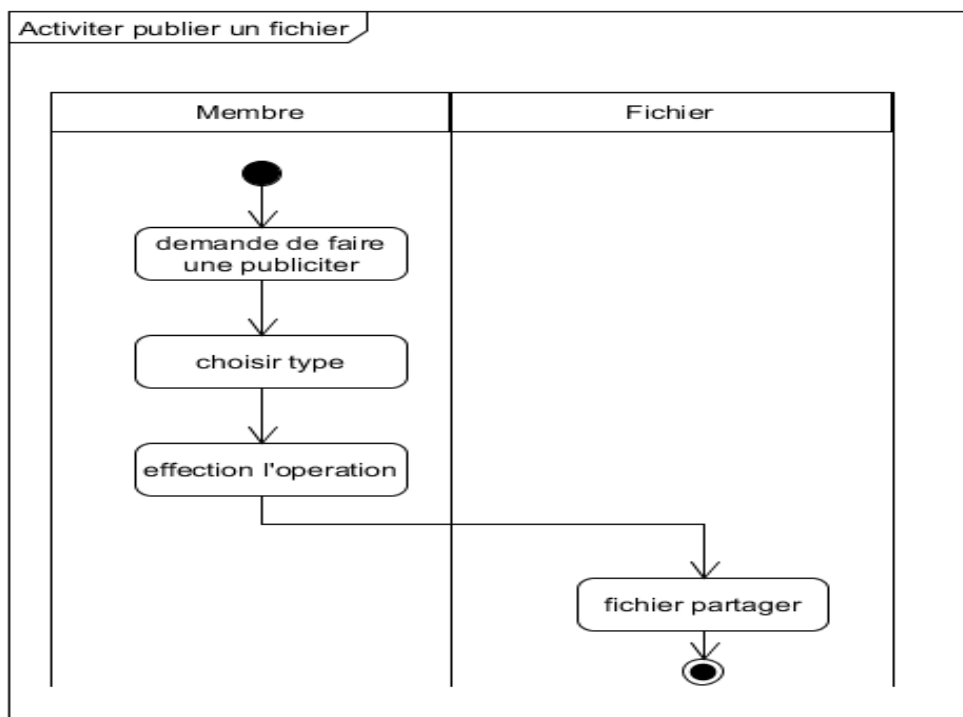 Activiter publier un fichier
Membre
Fichier
demande de faire
une publiciter
choisir type
effection l'operation
fichier partager